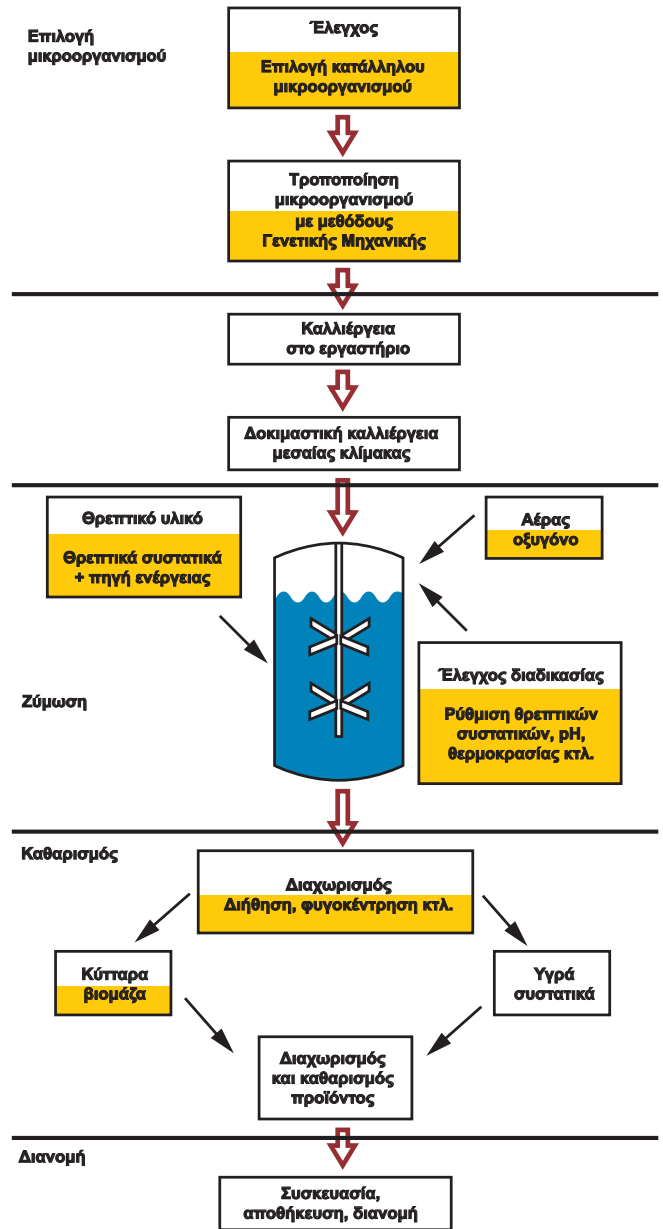 Επιλογή
μικροοργανισμού
Έλεγχος
Επιλογή κατάλληλου
μικροοργανισμού
Τροποποίηση
μικροοργανισμού
με μεθόδους
Γενετικής Μηχανικής
Καλλιέργεια
στο εργαστήριο
Δοκιμαστική καλλιέργεια
μεσαίας κλίμακας
Θρεπτικό υλικό
Θρεπτικά συστατικά
+ πηγή ενέργειας
Αέρας
οξυγόνο
Ζύμωση
Έλεγχος διαδικασίας
Ρύθμιση θρεπτικών
συστατικών, pH,
θερμοκρασίας κτλ.
Καθαρισμός
Διαχωρισμός
Διήθηση, φυγοκέντρηση κτλ.
Κύτταρα
βιομάζα
Υγρά
συστατικά
Διαχωρισμός
και καθαρισμός
προϊόντος
Διανομή
Συσκευασία,
αποθήκευση, διανομή